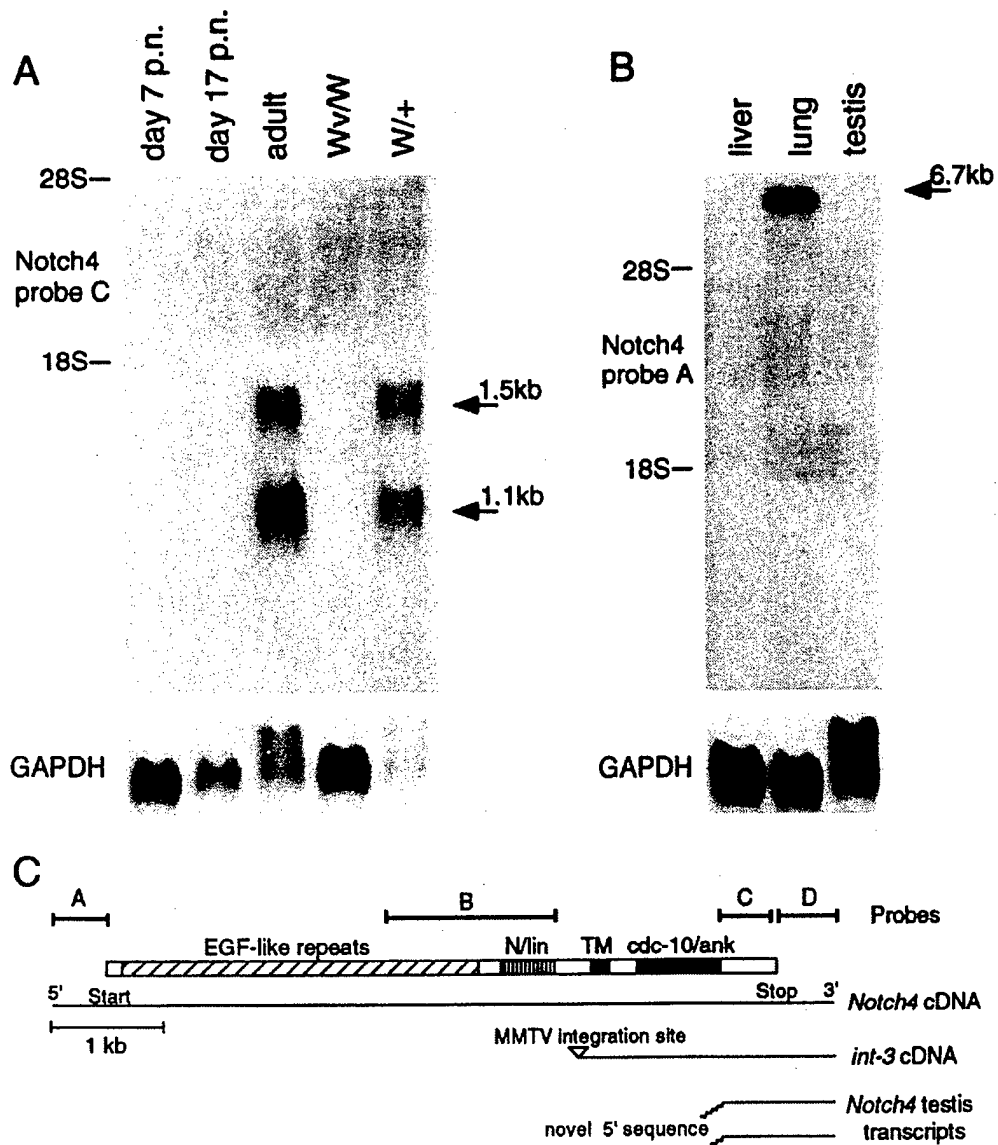 A
day 7 p.n.
day 17 p.n.
adult
Wv/W
W/+
28S
Notch4
probe C
18S
1.5kb
1.1kb
GAPDH
B
liver
lung
testis
6.7kb
28S
Notch4
probe A
18S
GAPDH
C
A
B
C
D
Probes
EGF-like repeats
N/lin
TM
cdc-10/ank
5'
Start
Stop
3'
Notch4 cDNA
1 kb
MMTV integration site
int-3 cDNA
novel 5' sequence
Notch4 testis
transcripts